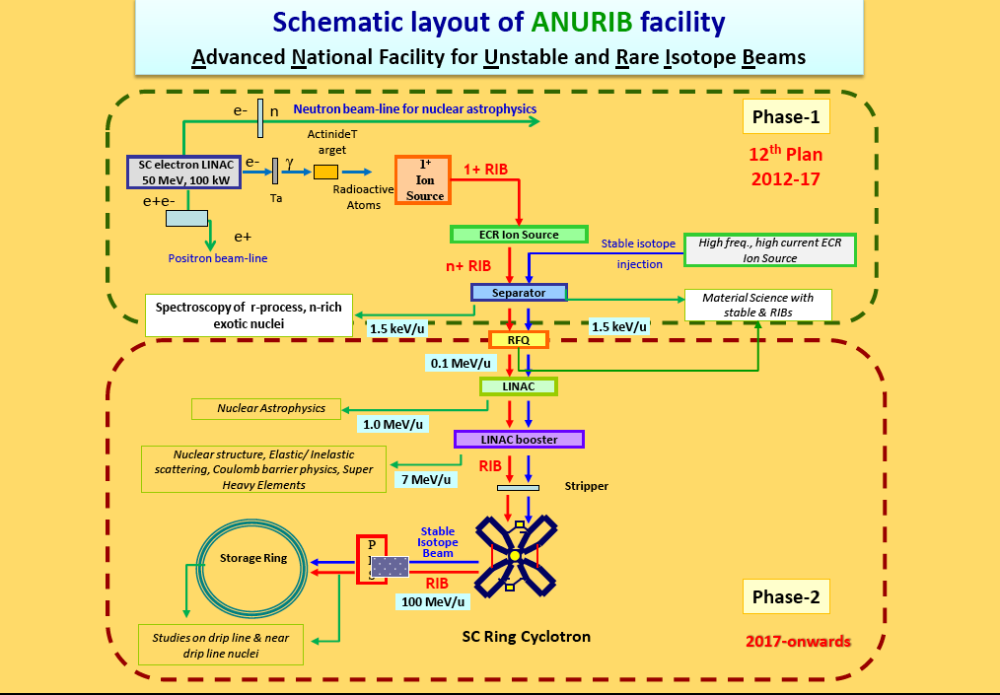 Schematic layout of ANURIB facility
Advanced National Facility for Unstable and Rare Isotope Beams
e-
n
Neutron beam-line for nuclear astrophysics
Phase-1
12th Plan
2012-17
SC electron LINAC
50 MeV, 100 kW
e-
γ
Ta
ActinideT
arget
Radioactive
Atoms
1+
Ion
Source
1+ RIB
e+e-
e+
Positron beam-line
ECR Ion Source
Stable isotope
injection
High freq., high current ECR
Ion Source
n+ RIB
Separator
Spectroscopy of r-process, n-rich
exotic nuclei
1.5 keV/u
1.5 keV/u
Material Science with
stable & RIBs
RFQ
0.1 MeV/u
LINAC
Nuclear Astrophysics
1.0 MeV/u
LINAC booster
Nuclear structure, Elastic/ Inelastic
scattering, Coulomb barrier physics, Super
Heavy Elements
7 MeV/u
RIB
Stripper
Storage Ring
P
Stable
Isotope
Beam
RIB
100 MeV/u
SC Ring Cyclotron
Studies on drip line & near
drip line nuclei
Phase-2
2017-onwards